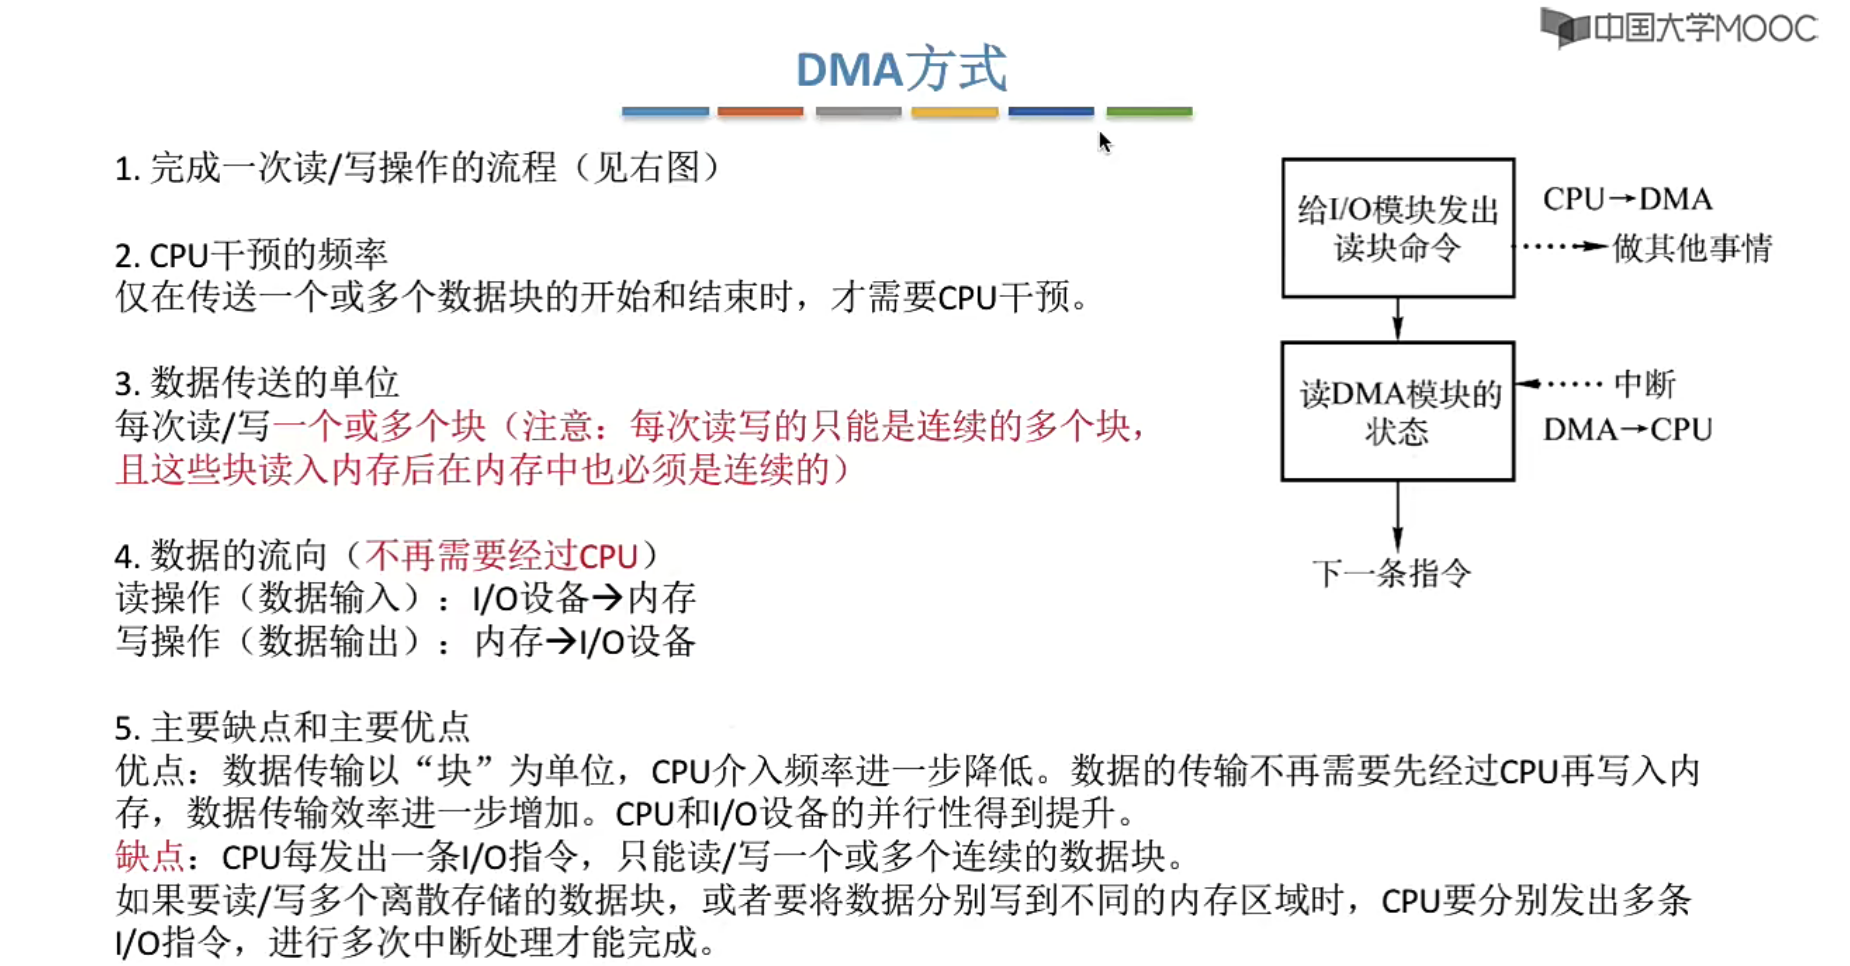 中国大学MOOC
DMA方式
1. 完成一次读/写操作的流程（见右图）
2. CPU干预的频率
仅在传送一个或多个数据块的开始和结束时，才需要CPU干预。
3. 数据传送的单位
每次读/写一个或多个块（注意：每次读写的只能是连续的多个块，
且这些块读入内存后在内存中也必须是连续的）
4. 数据的流向（不再需要经过CPU）
读操作（数据输入）：I/O设备→内存
写操作（数据输出）：内存→I/O设备
5. 主要缺点和主要优点
优点：数据传输以“块”为单位，CPU介入频率进一步降低。数据的传输不再需要先经过CPU再写入内
存，数据传输效率进一步增加。CPU和I/O设备的并行性得到提升。
缺点：CPU每发出一条I/O指令，只能读/写一个或多个连续的数据块。
如果要读/写多个离散存储的数据块，或者要将数据分别写到不同的内存区域时，CPU要分别发出多条
I/O指令，进行多次中断处理才能完成。
给I/O模块发出
读块命令
CPU→DMA
做其他事情
读DMA模块的
状态
中断
DMA→CPU
下一条指令